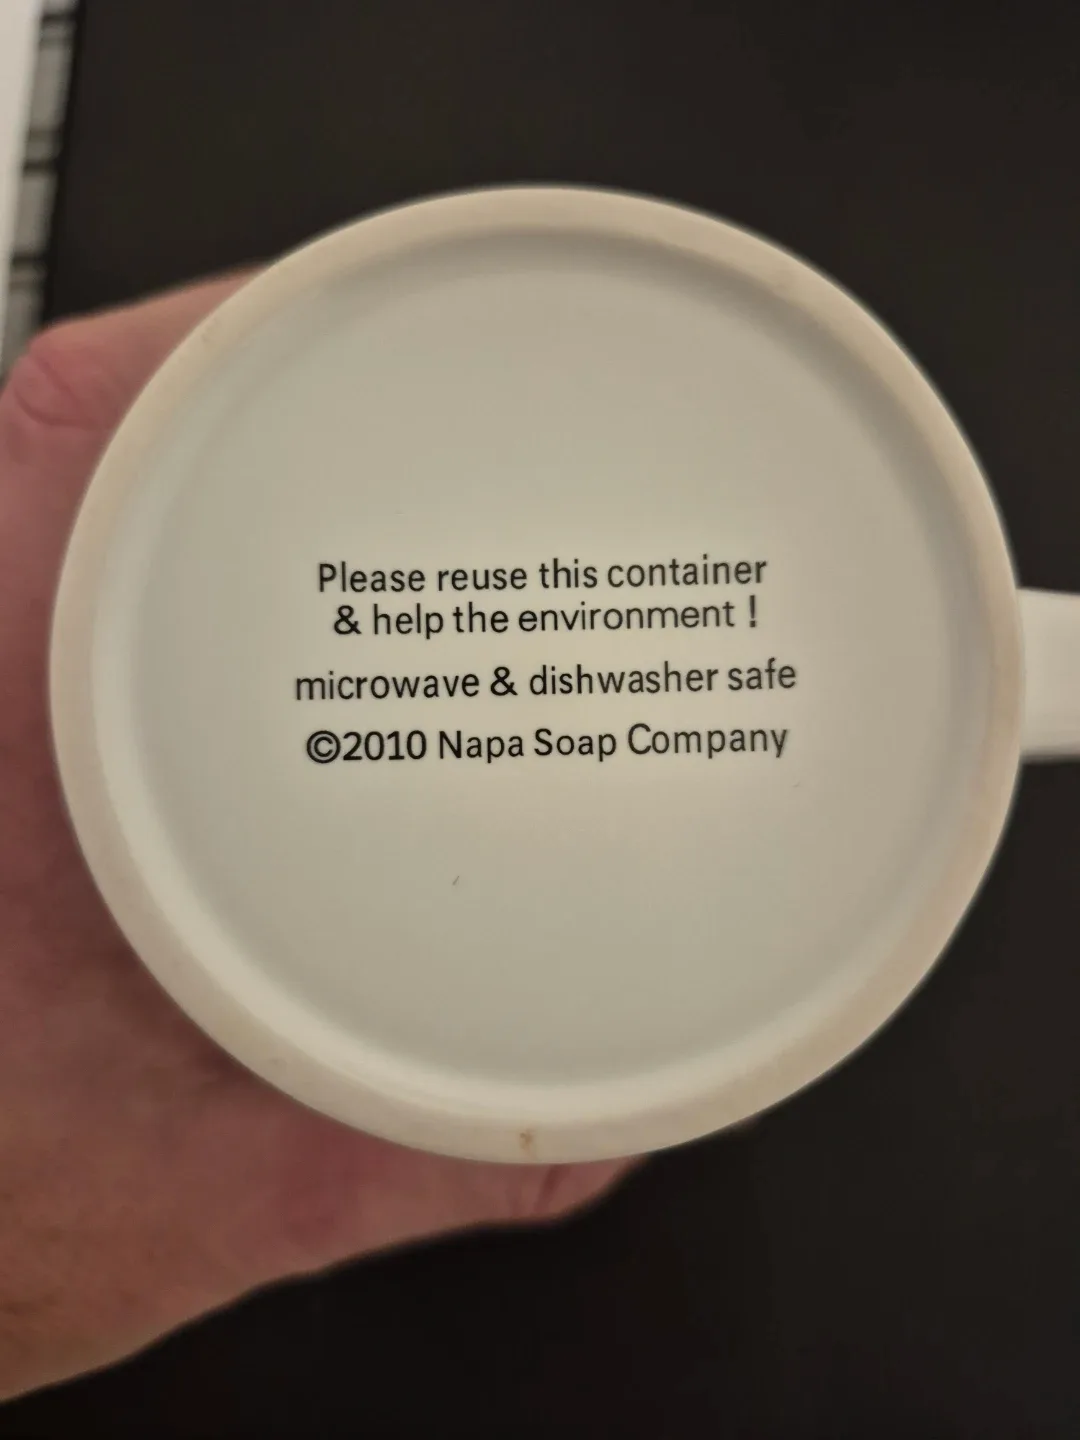 Please reuse this container
& help the environment !
microwave & dishwasher safe
©2010 Napa Soap Company